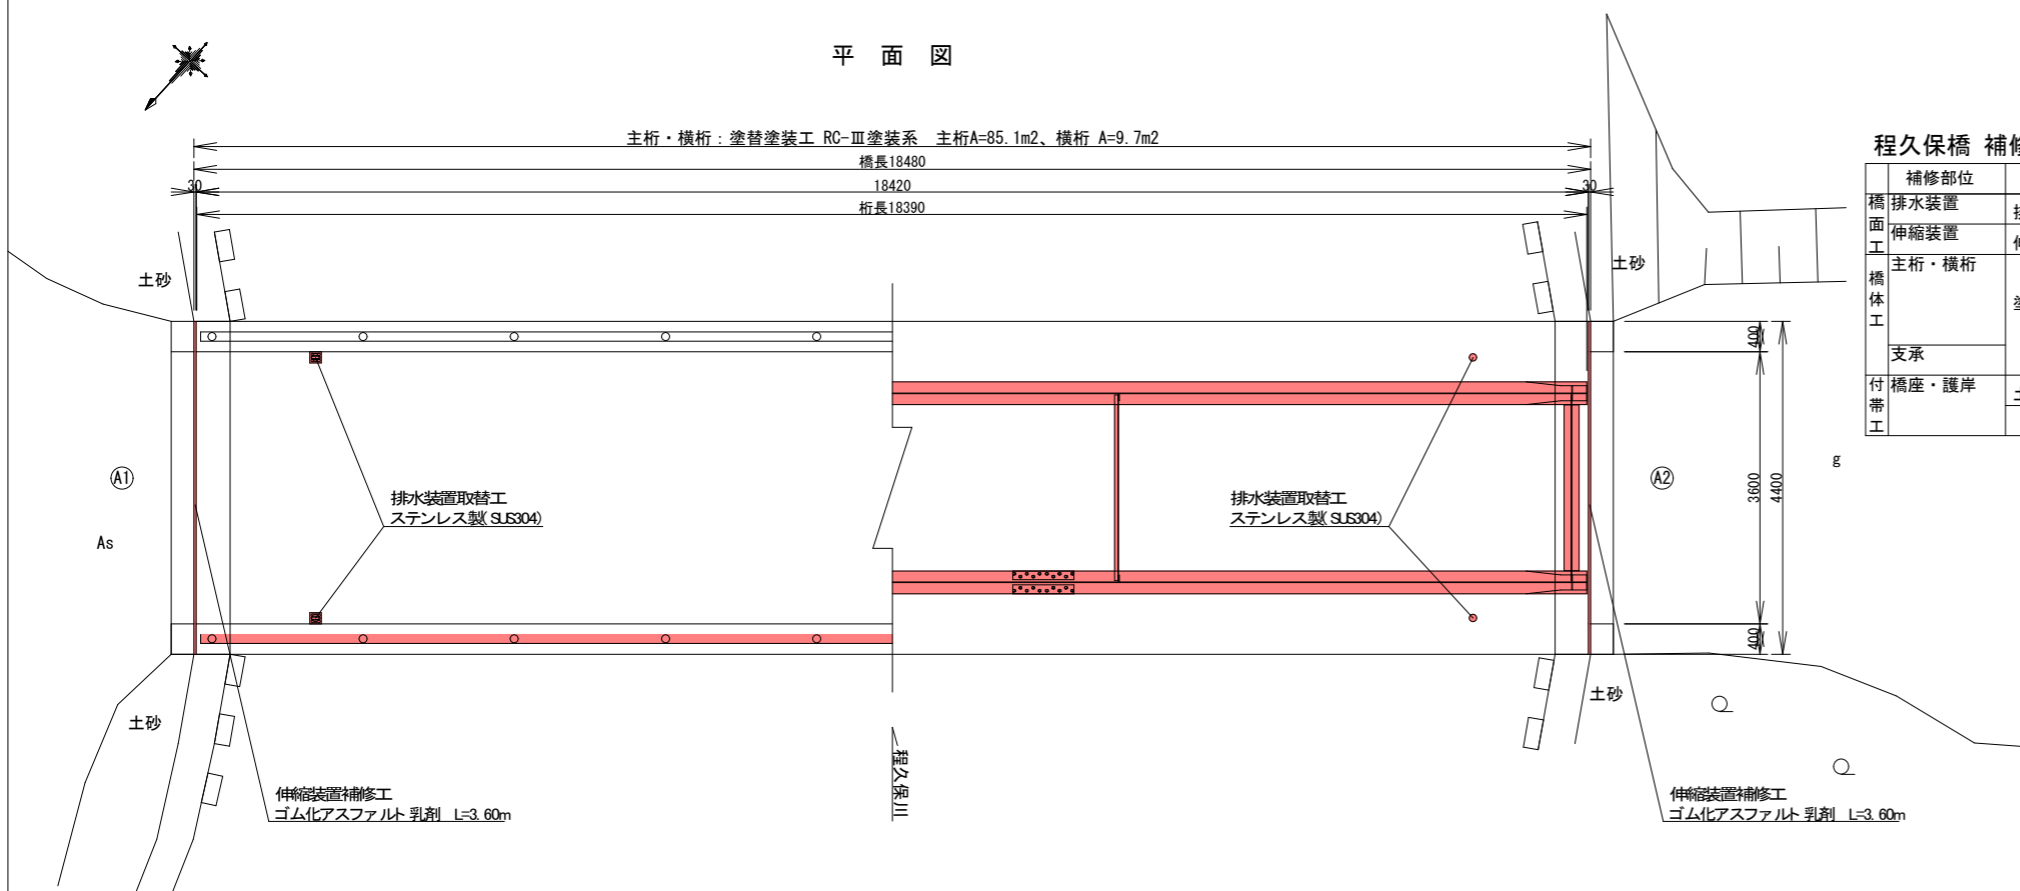 平面図
主桁・横桁：塗替塗装工 RC-Ⅲ塗装系　主桁A=85.1m2、横桁 A=9.7m2
橋長18480
30
18420
30
桁長18390
土砂
土砂
400
3600
4400
400
A1
As
A2
g
排水装置取替工
ステンレス製(SUS304)
排水装置取替工
ステンレス製(SUS304)
土砂
土砂
程久保川
伸縮装置補修工
ゴム化アスファルト乳剤　L=3.60m
伸縮装置補修工
ゴム化アスファルト乳剤　L=3.60m
程久保橋 補修
補修部位
橋面工
排水装置
伸縮装置
橋体工
主桁・横桁
支承
付帯工
橋座・護岸